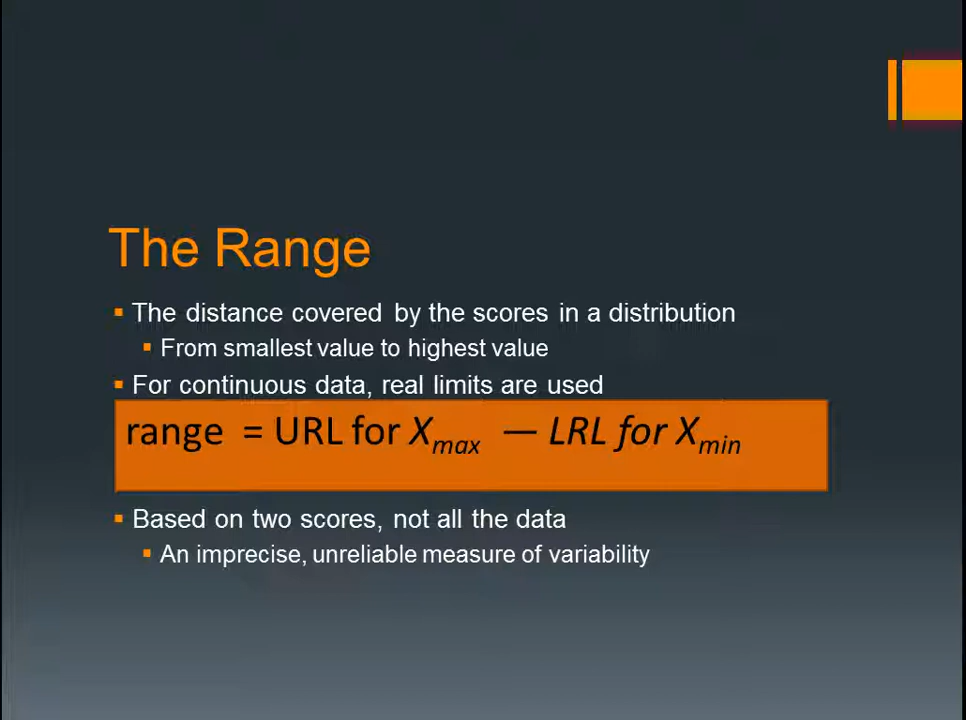 The Range
The distance covered by the scores in a distribution
From smallest value to highest value
For continuous data, real limits are used
range = URL for Xmax — LRL for Xmin
Based on two scores, not all the data
An imprecise, unreliable measure of variability